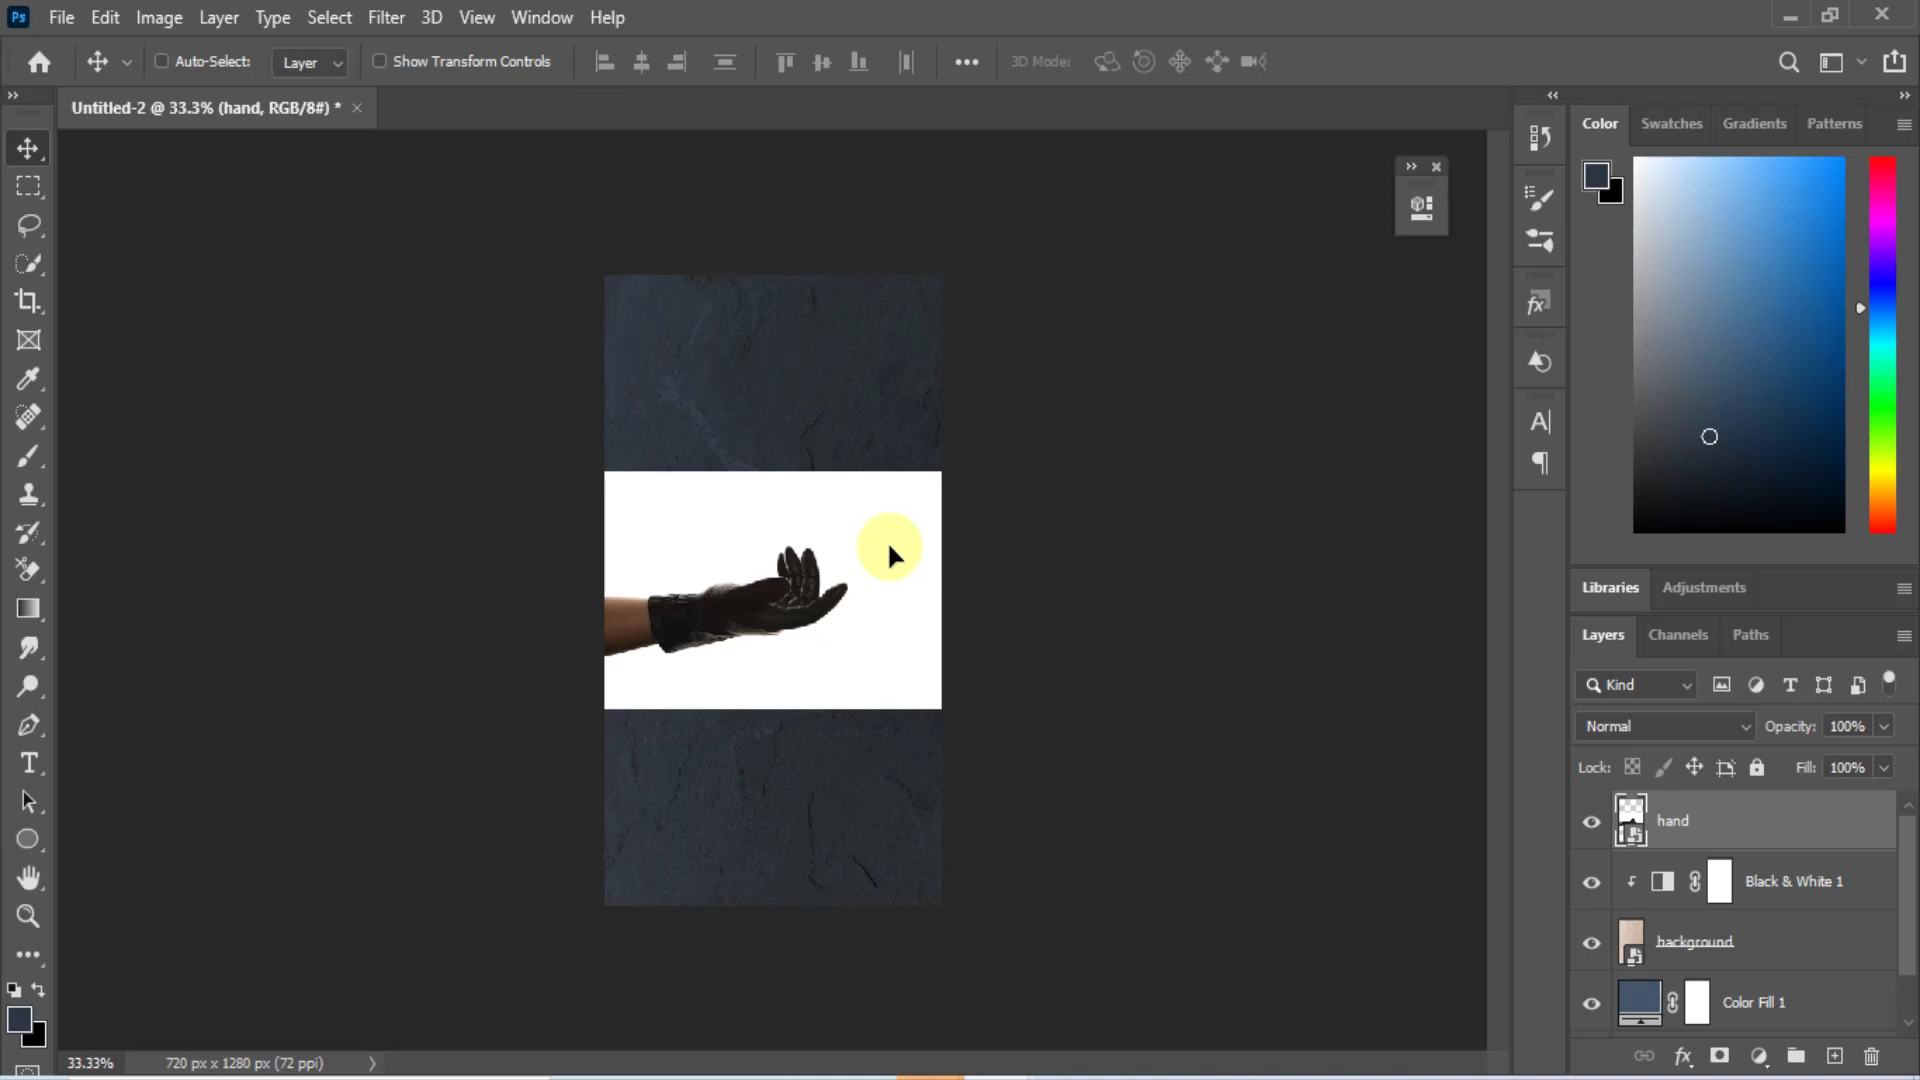 Ps File Edit Image Layer Type Select Filter 3D View Window Help
Auto-Select: Layer Show Transform Controls 3D Mode:
Untitled-2 @ 33.3% (hand, RGB/8#) *
Color Swatches Gradients Patterns
Libraries Adjustments
Layers Channels Paths
Kind
Normal Opacity: 100%
Lock: Fill: 100%
hand
Black & White 1
background
Color Fill 1
33.33% 720 px x 1280 px (72 ppi)